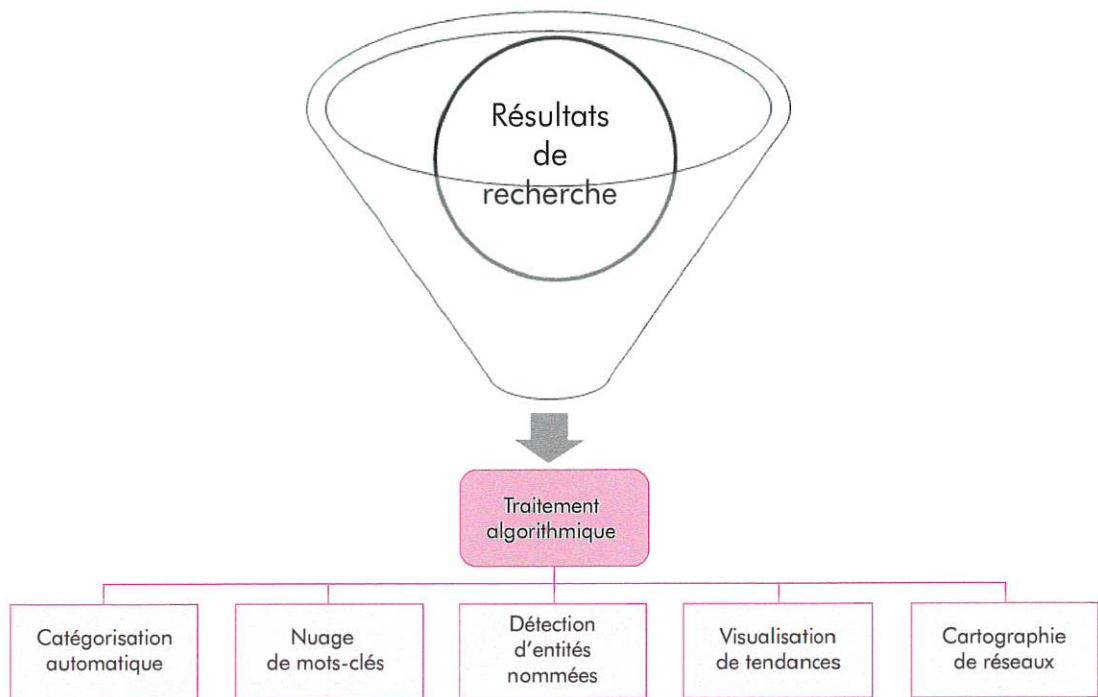 Résultats
de
recherche
Traitement
algorithmique
Catégorisation
automatique
Nuage
de mots-clés
Détection
d'entités
nommées
Visualisation
de tendances
Cartographie
de réseaux